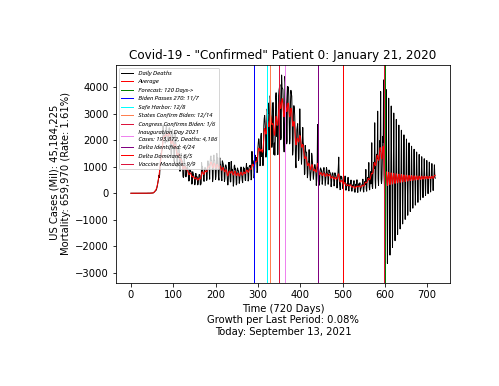 Covid-19 - "Confirmed" Patient 0: January 21, 2020
US Cases (Mil): 45,184,225
Mortality: 659,970 (Rate: 1.61%)
4000
3000
2000
1000
0
−1000
−2000
−3000
Daily Deaths
Average
Forecast: 120 Days->
Biden Passes 270: 11/7
Safe Harbor: 12/8
States Confirm Biden: 12/14
Congress Confirms Biden: 1/6
Inauguration Day 2021
Cases: 193,872, Deaths: 4,186
Delta Identified: 4/24
Delta Dominant: 6/5
Vaccine Mandate: 9/9
0 100 200 300 400 500 600 700
Time (720 Days)
Growth per Last Period: 0.08%
Today: September 13, 2021